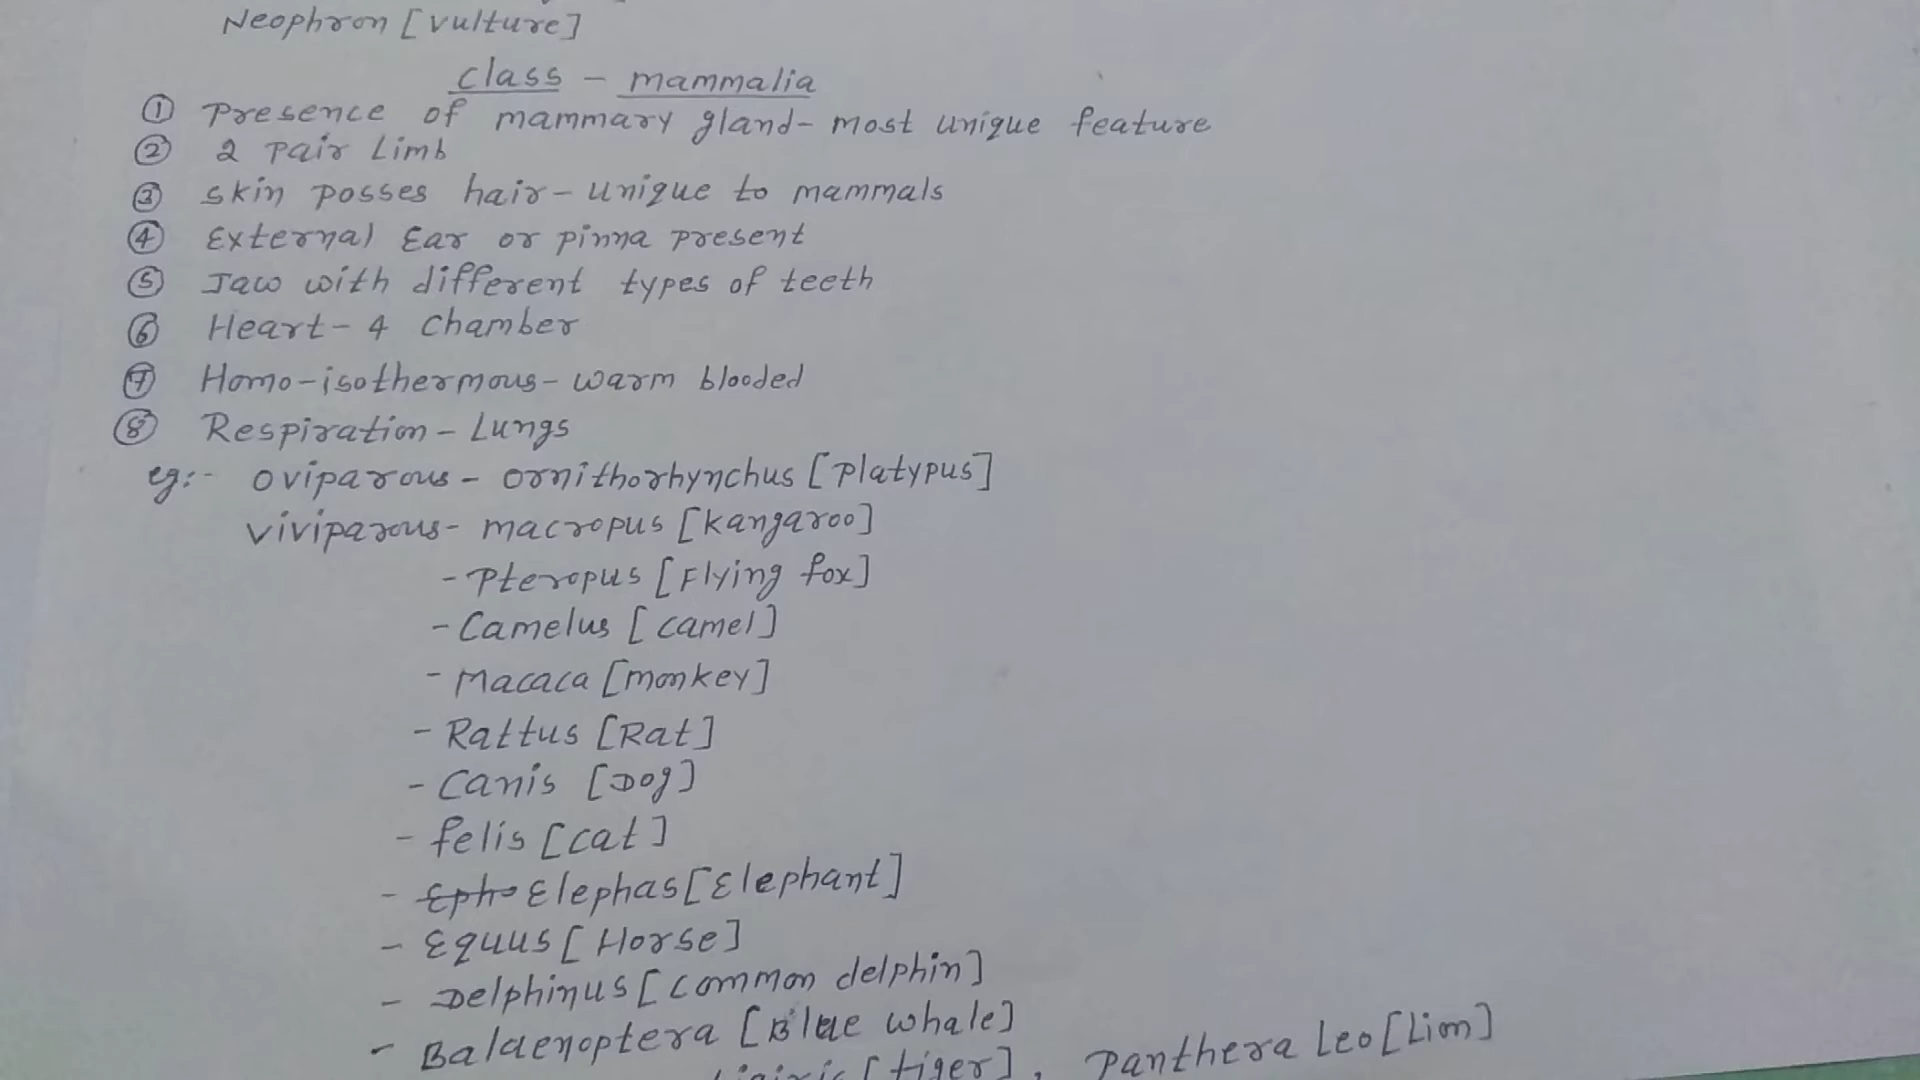 Neophron [vulture]
class - mammalia
① Presence of mammary gland- most unique feature
② 2 pair Limb
③ skin posses hair - unique to mammals
④ External Ear or pinna present
⑤ Jaw with different types of teeth
⑥ Heart - 4 chamber
⑦ Homo-isothermous - warm blooded
⑧ Respiration - Lungs
eg:- oviparous - ornithorhynchus [platypus]
viviparous - macropus [kangaroo]
- Pteropus [Flying fox]
- Camelus [camel]
- Macaca [monkey]
- Rattus [Rat]
- Canis [Dog]
- felis [cat]
- Epho Elephas [Elephant]
- Equus [Horse]
- Delphinus [common delphin]
- Balaenoptera [Blue whale]
[tiger], Panthera Leo [Lion]